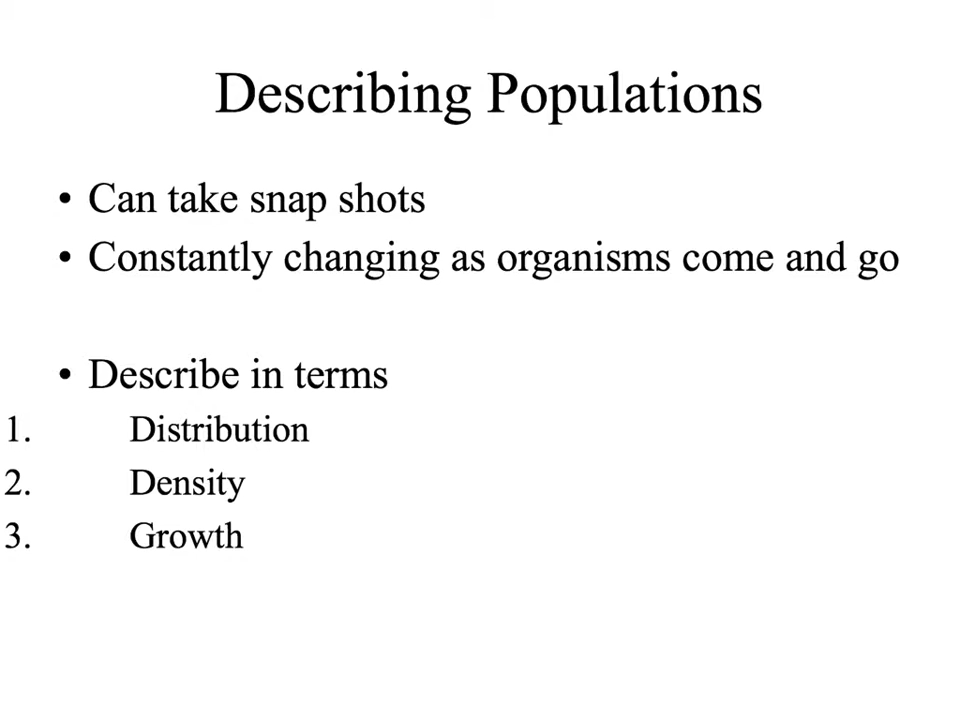 Describing Populations
• Can take snap shots
• Constantly changing as organisms come and go
• Describe in terms
1. Distribution
2. Density
3. Growth